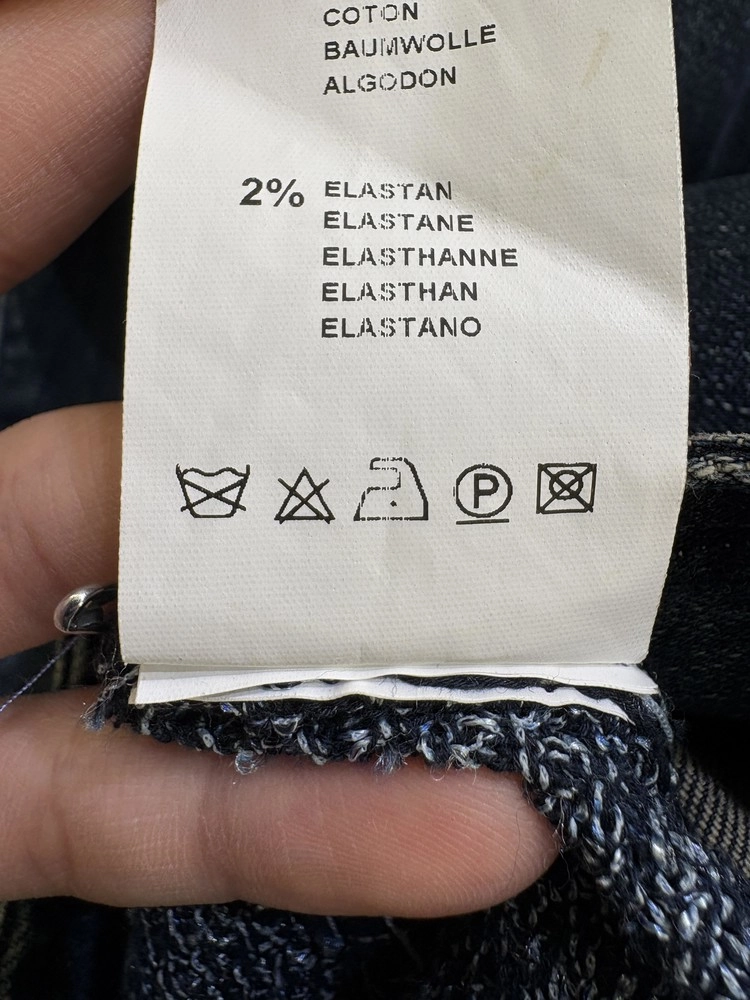 COTON
BAUMWOLLE
ALGODON
2% ELASTAN
ELASTANE
ELASTHANNE
ELASTHAN
ELASTANO
P